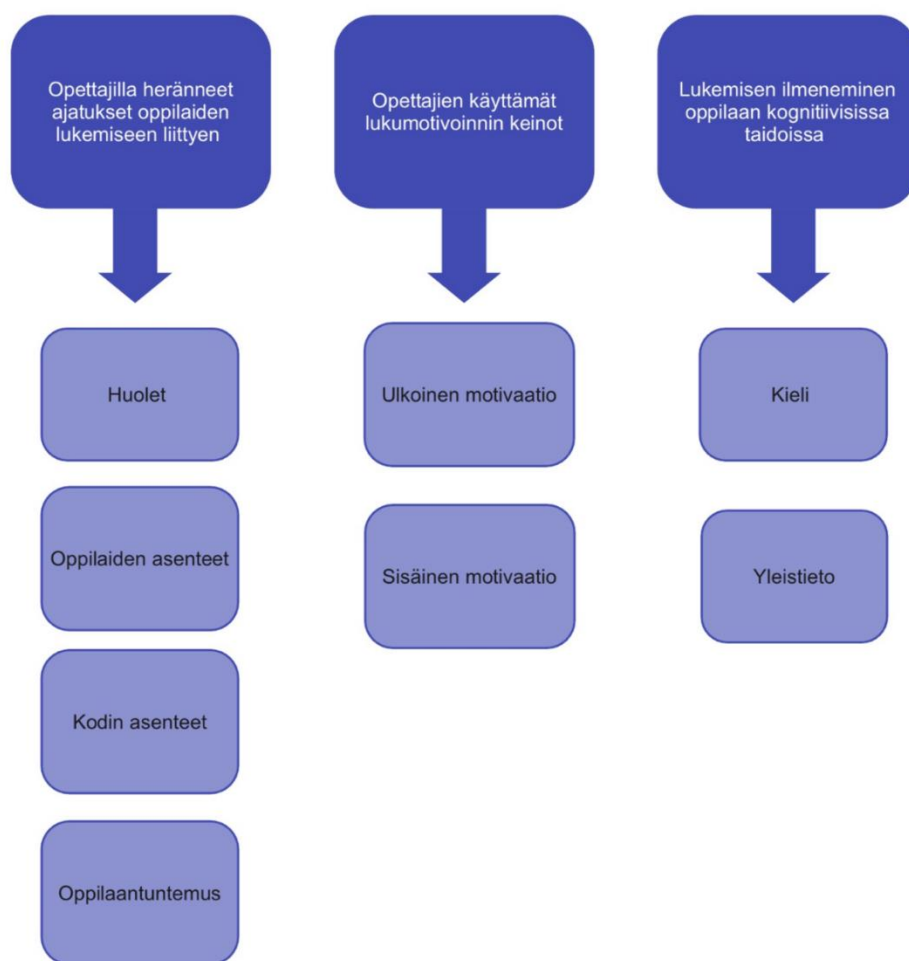 Opettajilla heränneet
ajatukset oppilaiden
lukemiseen liittyen
Huolet
Oppilaiden asenteet
Kodin asenteet
Oppilaantuntemus
Opettajien käyttämät
lukumotivoinnin keinot
Ulkoinen motivaatio
Sisäinen motivaatio
Lukemisen ilmeneminen
oppilaan kognitiivisissa
taidoissa
Kieli
Yleistieto